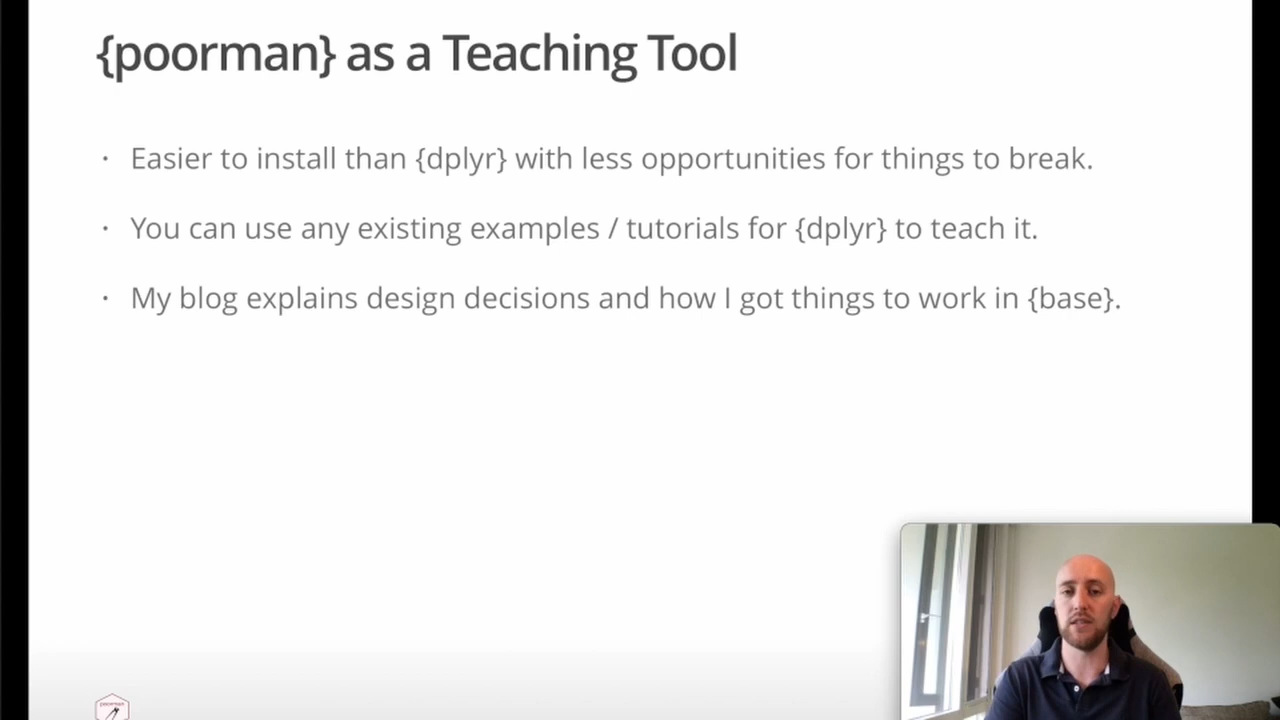 {poorman} as a Teaching Tool
· Easier to install than {dplyr} with less opportunities for things to break.
· You can use any existing examples / tutorials for {dplyr} to teach it.
· My blog explains design decisions and how I got things to work in {base}.
poorman